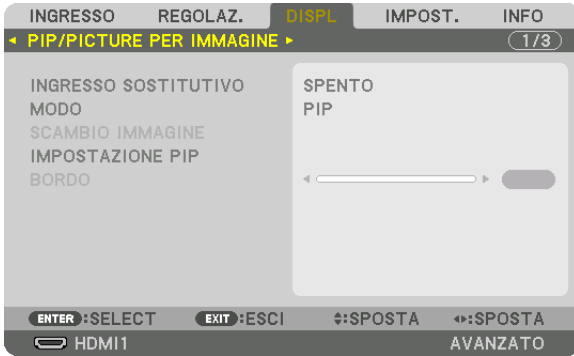 INGRESSO REGOLAZ. DISPL IMPOST. INFO
PIP/PICTURE PER IMMAGINE 1/3
INGRESSO SOSTITUTIVO SPENTO
MODO PIP
SCAMBIO IMMAGINE
IMPOSTAZIONE PIP
BORDO
ENTER:SELECT EXIT:ESCI :SPOSTA :SPOSTA
HDMI1 AVANZATO